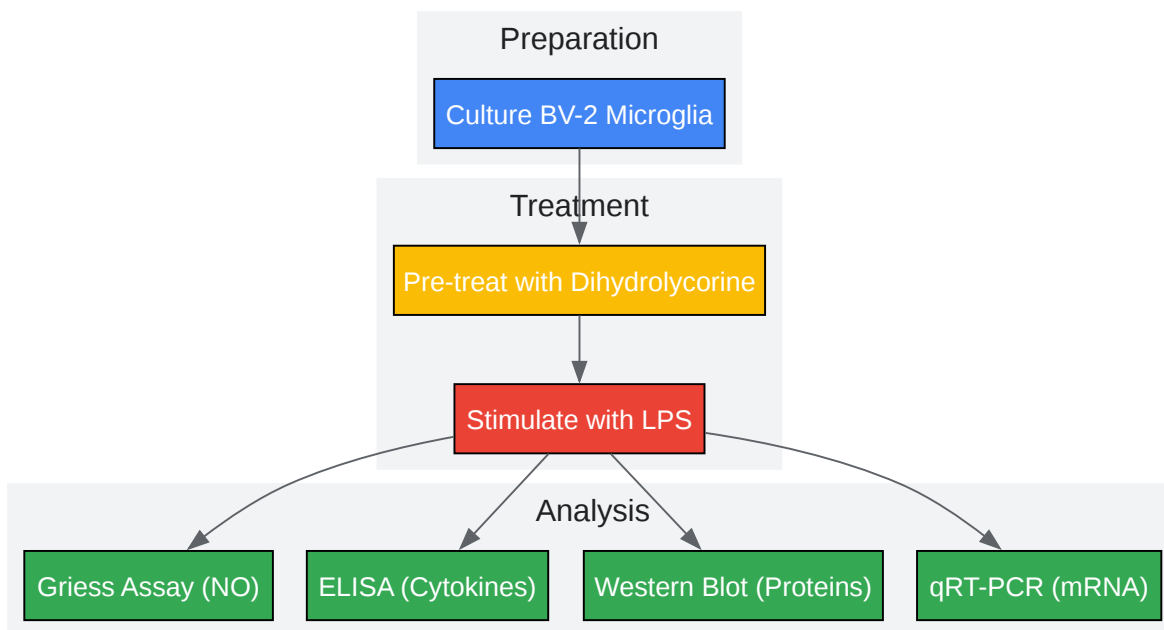 Preparation
Culture BV-2 Microglia
Treatment
Pre-treat with Dihydrolycorine
Stimulate with LPS
Analysis
Griess Assay (NO)
ELISA (Cytokines)
Western Blot (Proteins)
qRT-PCR (mRNA)